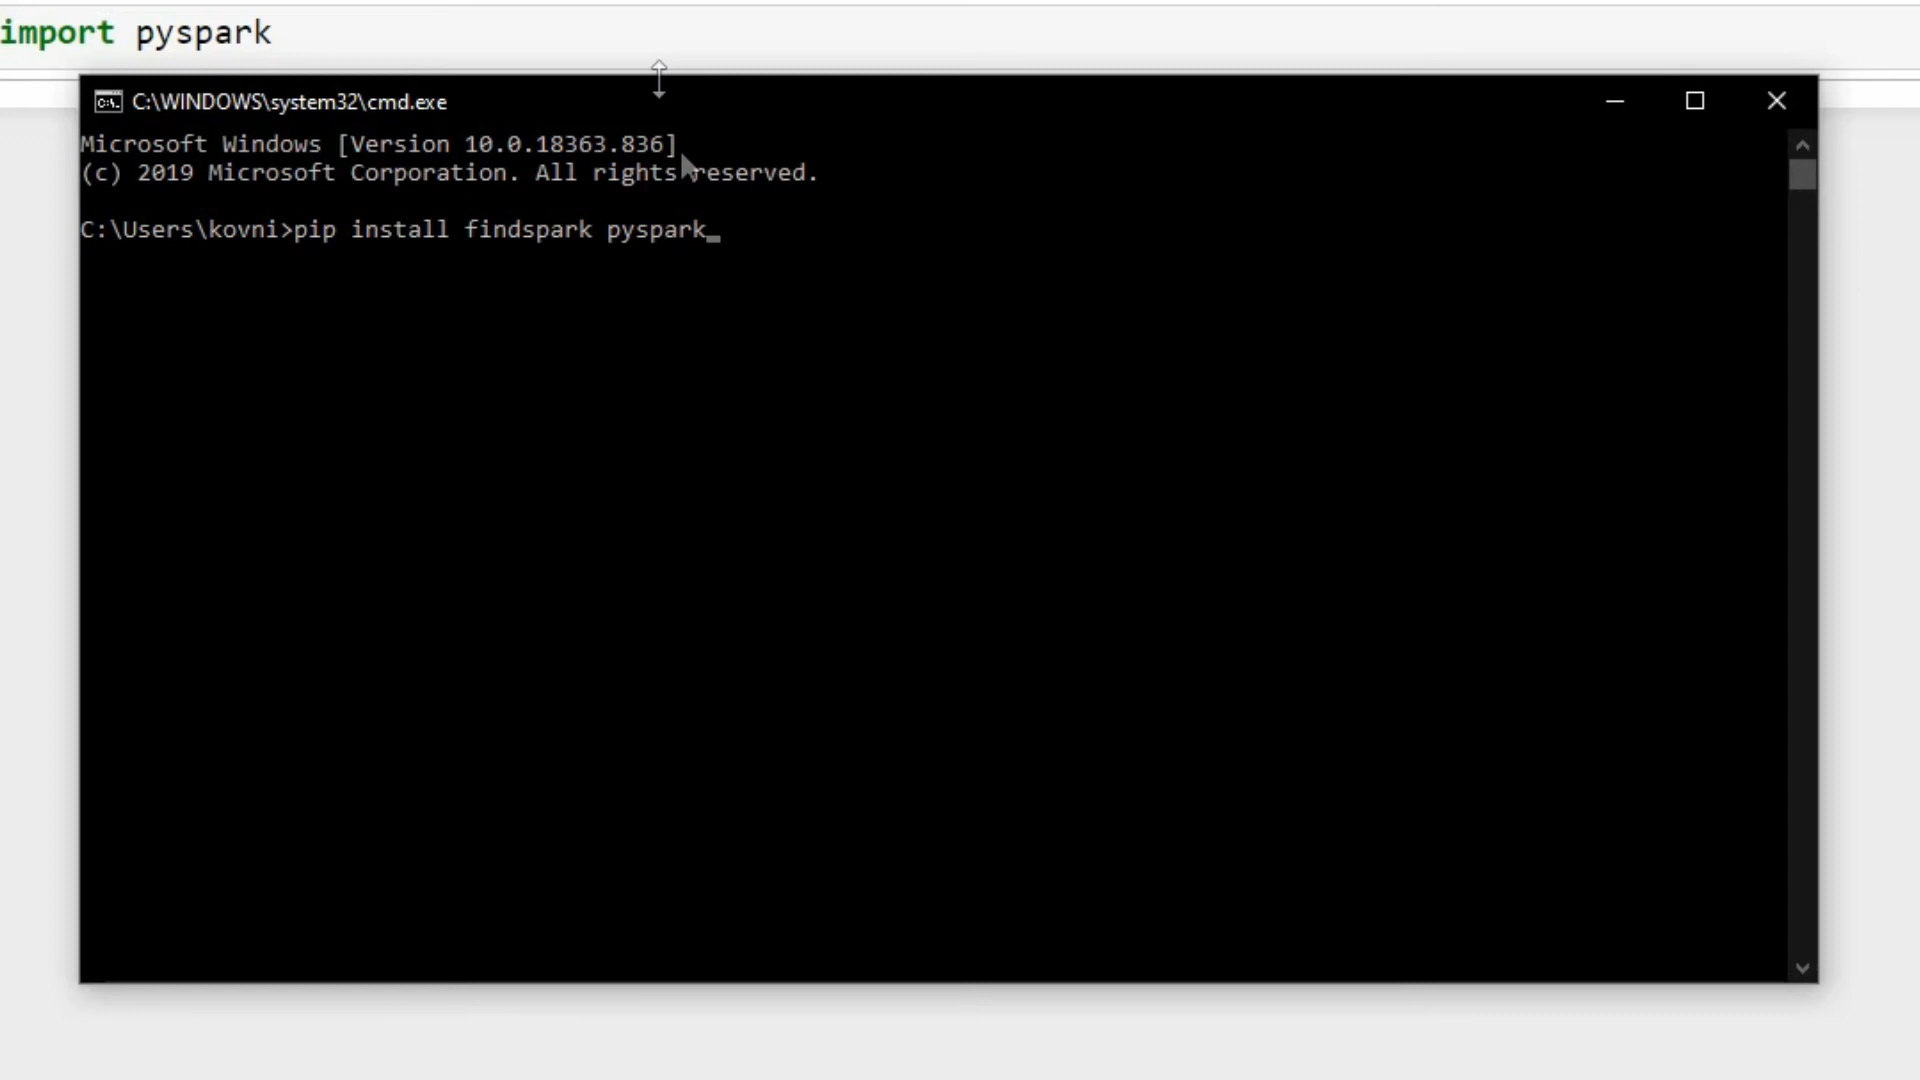 import pyspark
C:\WINDOWS\system32\cmd.exe
Microsoft Windows [Version 10.0.18363.836]
(c) 2019 Microsoft Corporation. All rights reserved.
C:\Users\kovni>pip install findspark pyspark_